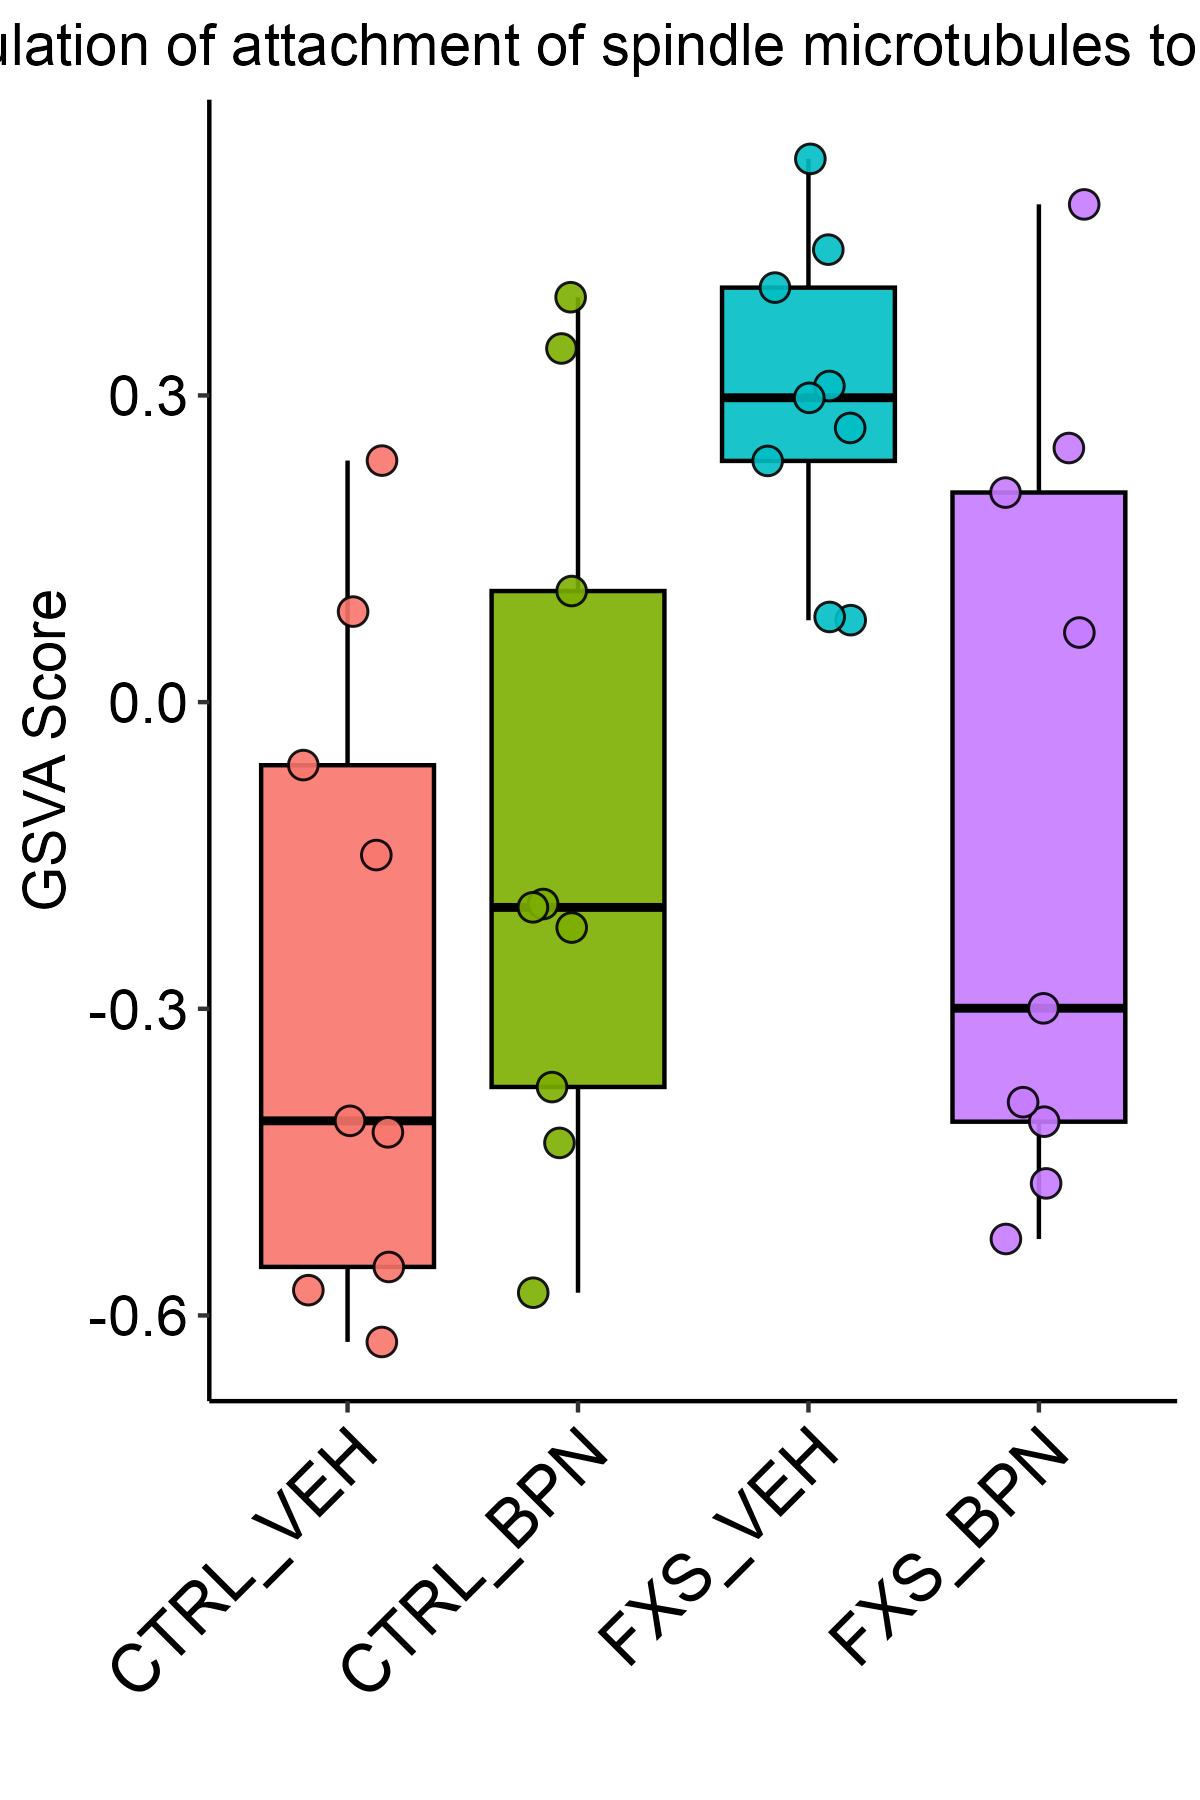 ulation of attachment of spindle microtubules to
GSVA Score
0.3
0.0
-0.3
-0.6
CTRL_VEH
CTRL_BPN
FXS_VEH
FXS_BPN